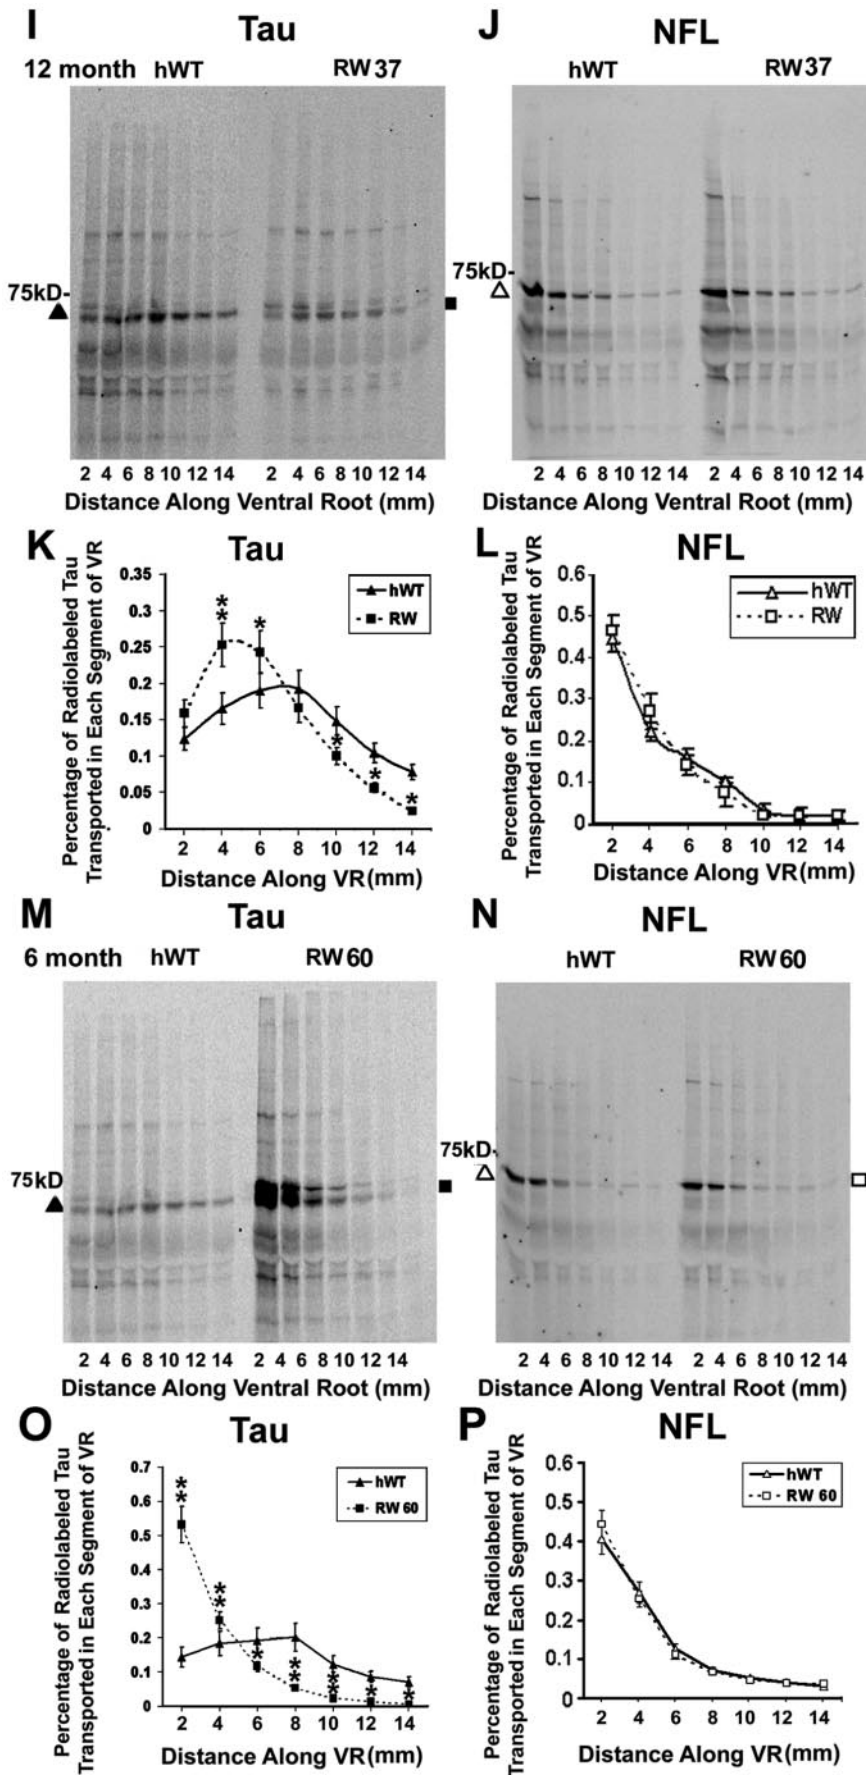 I Tau
12 month hWT RW 37
75kD-
2 4 6 8 10 12 14 2 4 6 8 10 12 14
Distance Along Ventral Root (mm)
J NFL
hWT RW 37
75kD-
2 4 6 8 10 12 14 2 4 6 8 10 12 14
Distance Along Ventral Root (mm)
K Tau
Percentage of Radiolabeled Tau
Transported in Each Segment of VR
0.35
0.3
0.25
0.2
0.15
0.1
0.05
0
hWT
RW
**
*
*
*
*
2 4 6 8 10 12 14
Distance Along VR(mm)
L NFL
Percentage of Radiolabeled Tau
Transported in Each Segment of VR
0.6
0.5
0.4
0.3
0.2
0.1
0
hWT
RW
2 4 6 8 10 12 14
Distance Along VR(mm)
M Tau
6 month hWT RW 60
75kD
2 4 6 8 10 12 14 2 4 6 8 10 12 14
Distance Along Ventral Root (mm)
N NFL
hWT RW 60
75kD-
2 4 6 8 10 12 14 2 4 6 8 10 12 14
Distance Along Ventral Root (mm)
O Tau
Percentage of Radiolabeled Tau
Transported in Each Segment of VR
0.7
0.6
0.5
0.4
0.3
0.2
0.1
0
hWT
RW 60
**
**
*
**
**
*
*
2 4 6 8 10 12 14
Distance Along VR(mm)
P NFL
Percentage of Radiolabeled Tau
Transported in Each Segment of VR
0.6
0.5
0.4
0.3
0.2
0.1
0
hWT
RW 60
2 4 6 8 10 12 14
Distance Along VR(mm)